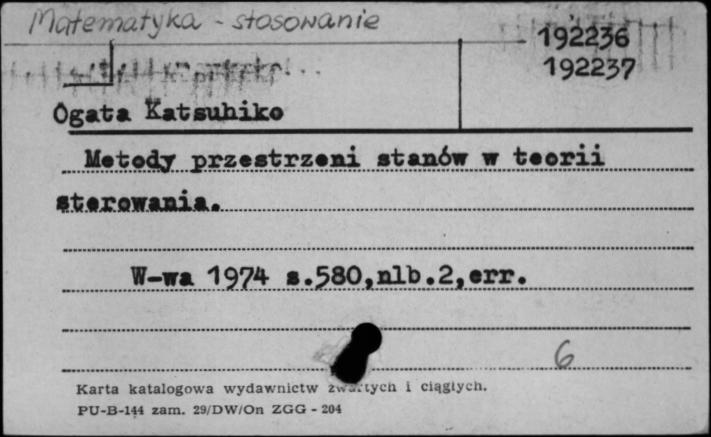 Matematyka - stosowanie
192236
192237
Ogata Katsuhiko
Metody przestrzeni stanów w teorii
sterowania.
W-wa 1974 s.580,nlb.2,err.
6
Karta katalogowa wydawnictw zwartych i ciągłych.
PU-B-144 zam. 29/DW/On ZGG - 204